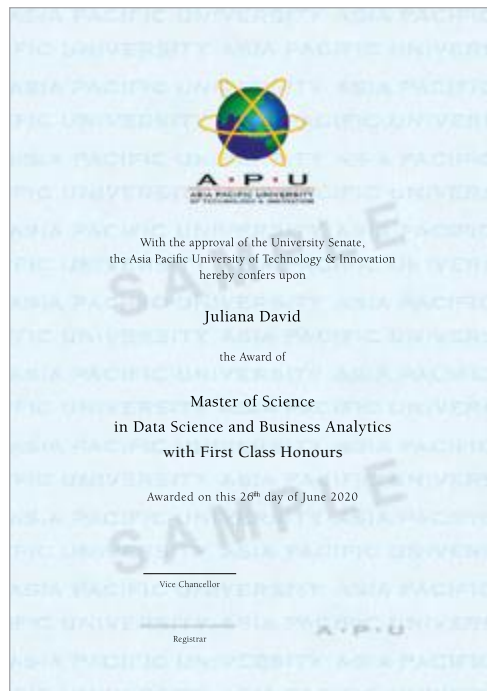 A·P·U
ASIA PACIFIC UNIVERSITY
OF TECHNOLOGY & INNOVATION
With the approval of the University Senate,
the Asia Pacific University of Technology & Innovation
hereby confers upon
SAMPLE
Juliana David
the Award of
Master of Science
in Data Science and Business Analytics
with First Class Honours
Awarded on this 26th day of June 2020
SAMPLE
Vice Chancellor
Registrar
A·P·U